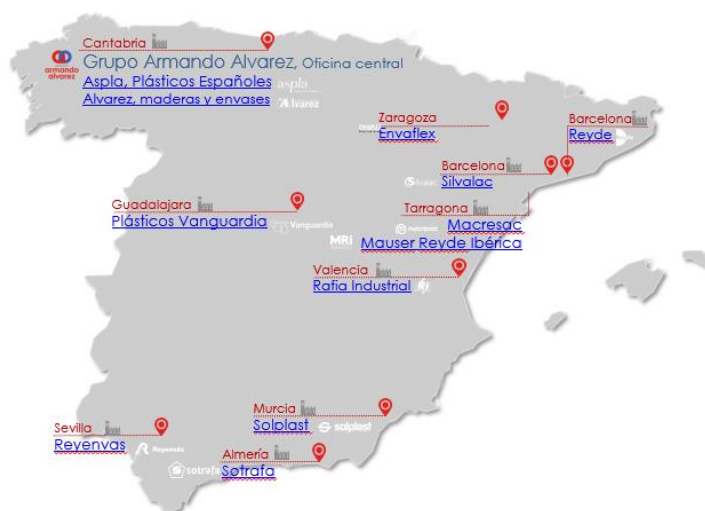 Cantabria
armando
alvarez
Grupo Armando Alvarez, Oficina central
Aspla, Plásticos Españoles
aspla
Alvarez, maderas y envases
Alvarez
Zaragoza
Envaflex
Barcelona
Reyde
Barcelona
Silvalac
Silvalac
Tarragona
Macresac
macresac
Mauser Reyde Ibérica
MRI
Guadalajara
Plásticos Vanguardia
Vanguardia
Valencia
Rafia Industrial
Murcia
Solplast
solplast
Sevilla
Reyenvas
Reyenvas
Almería
Sotrafa
sotrafa